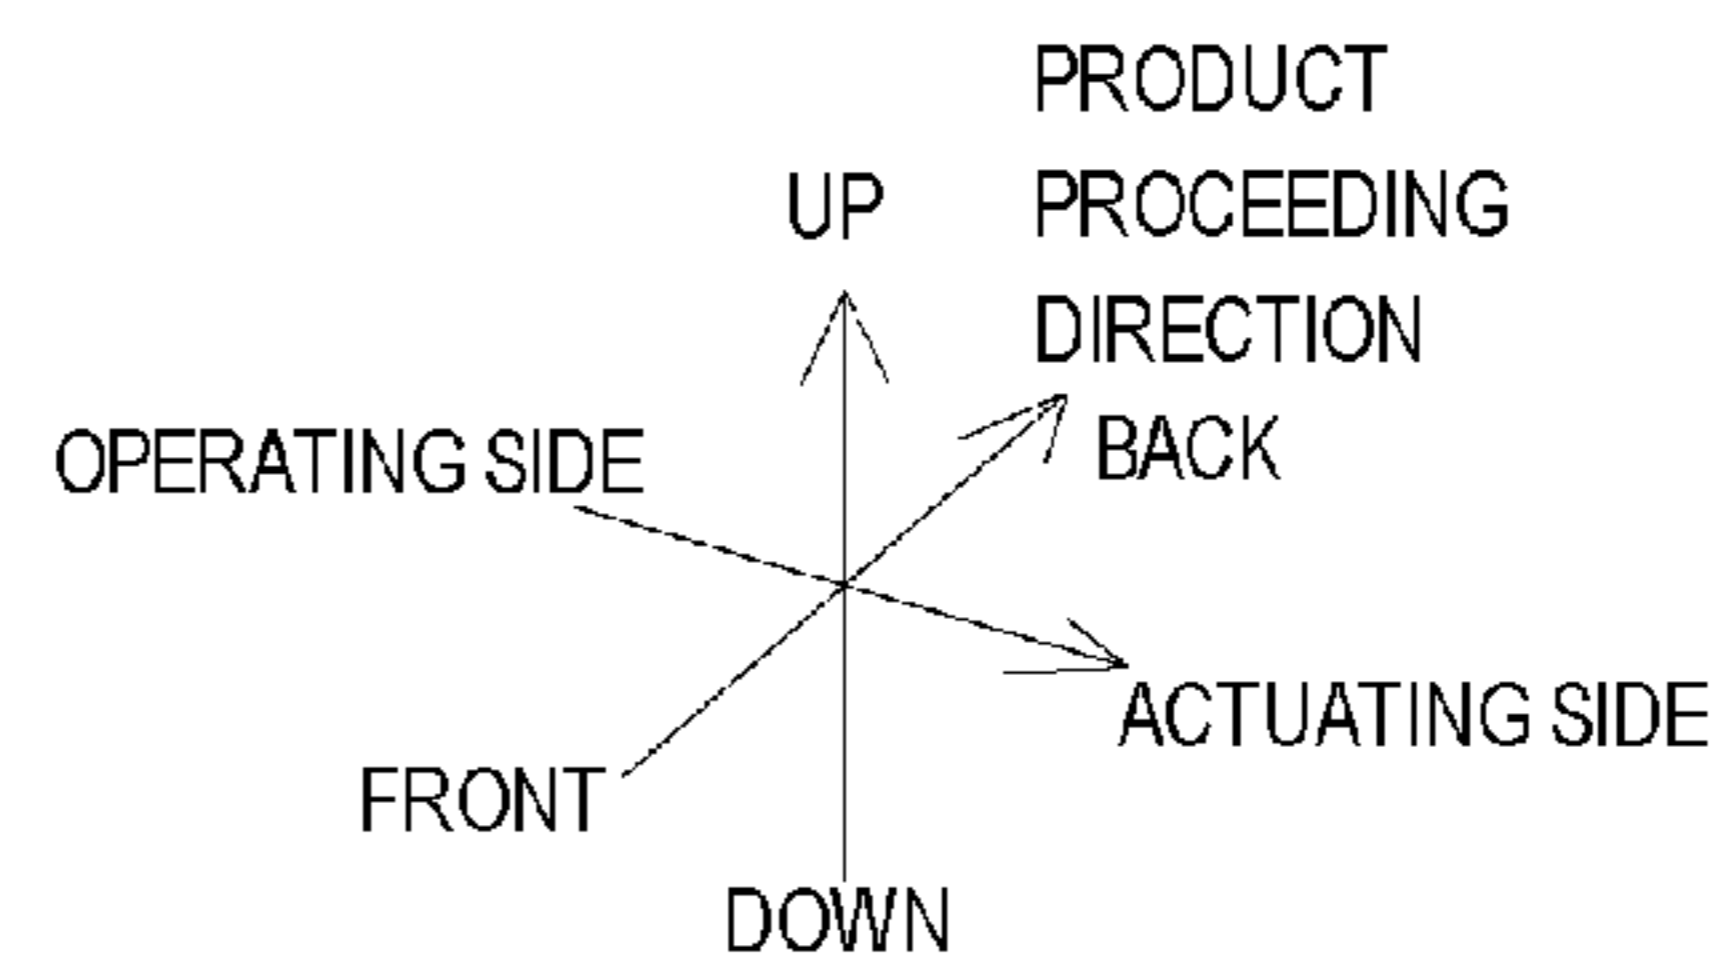 PRODUCT
UP
PROCEEDING
DIRECTION
BACK
OPERATING SIDE
ACTUATING SIDE
FRONT
DOWN